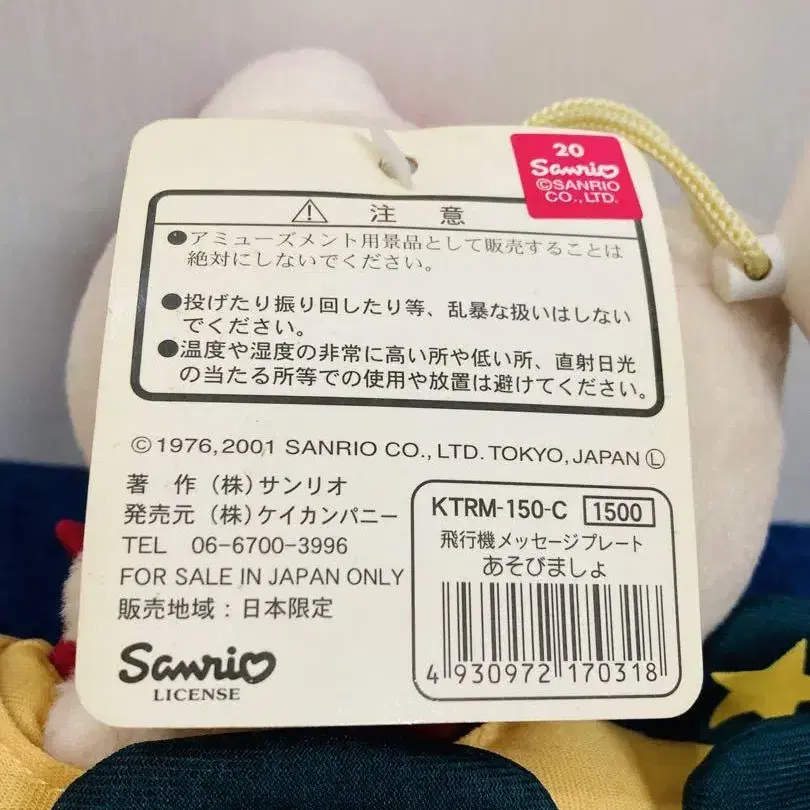 20
Sanrio
©SANRIO
CO., LTD.
注意
●アミューズメント用景品として販売することは
絶対にしないでください。
●投げたり振り回したり等、乱暴な扱いはしない
でください。
●温度や湿度の非常に高い所や低い所、直射日光
の当たる所等での使用や放置は避けてください。
©1976,2001 SANRIO CO., LTD. TOKYO, JAPAN Ⓛ
著 作 (株) サンリオ
発売元 (株) ケイカンパニー
TEL 06-6700-3996
FOR SALE IN JAPAN ONLY
販売地域:日本限定
Sanrio
LICENSE
KTRM-150-C 1500
飛行機メッセージプレート
あそびましょ
4 930972 170318